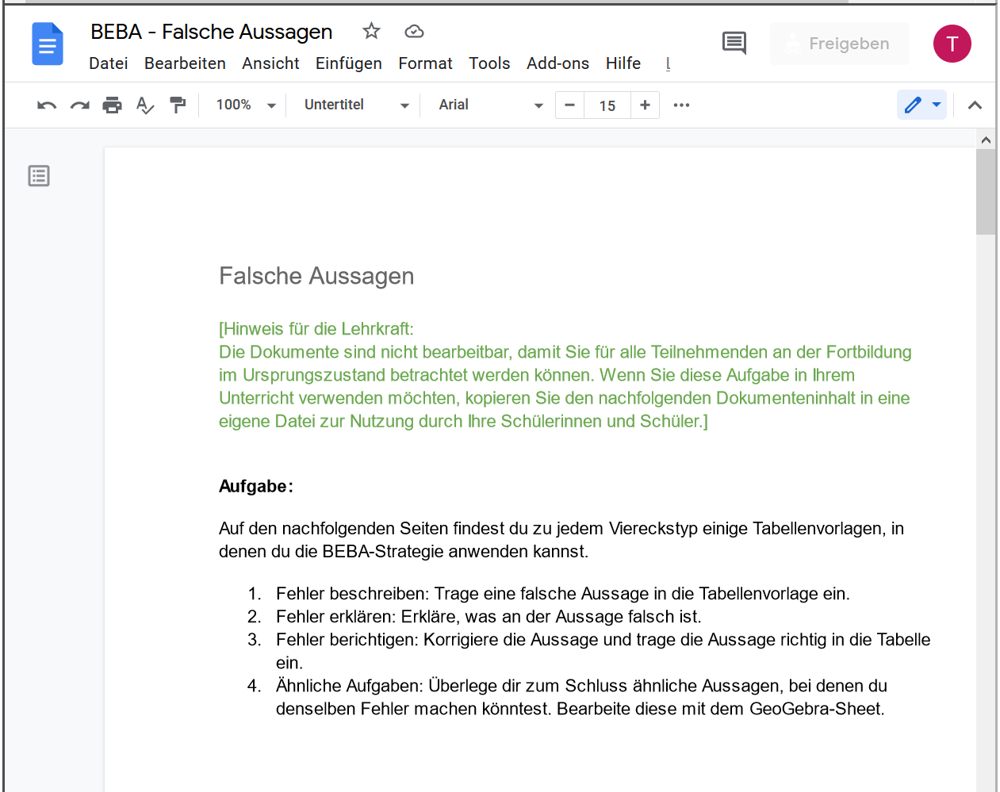 BEBA - Falsche Aussagen
Freigeben
T
Datei Bearbeiten Ansicht Einfügen Format Tools Add-ons Hilfe
100% Untertitel Arial − 15 +
Falsche Aussagen
[Hinweis für die Lehrkraft:
Die Dokumente sind nicht bearbeitbar, damit Sie für alle Teilnehmenden an der Fortbildung
im Ursprungszustand betrachtet werden können. Wenn Sie diese Aufgabe in Ihrem
Unterricht verwenden möchten, kopieren Sie den nachfolgenden Dokumenteninhalt in eine
eigene Datei zur Nutzung durch Ihre Schülerinnen und Schüler.]
Aufgabe:
Auf den nachfolgenden Seiten findest du zu jedem Viereckstyp einige Tabellenvorlagen, in
denen du die BEBA-Strategie anwenden kannst.
1. Fehler beschreiben: Trage eine falsche Aussage in die Tabellenvorlage ein.
2. Fehler erklären: Erkläre, was an der Aussage falsch ist.
3. Fehler berichtigen: Korrigiere die Aussage und trage die Aussage richtig in die Tabelle
ein.
4. Ähnliche Aufgaben: Überlege dir zum Schluss ähnliche Aussagen, bei denen du
denselben Fehler machen könntest. Bearbeite diese mit dem GeoGebra-Sheet.